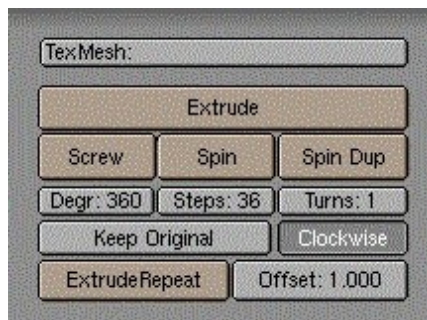 TexMesh:
Extrude
Screw Spin Spin Dup
Degr: 360 Steps: 36 Turns: 1
Keep Original Clockwise
ExtrudeRepeat Offset: 1.000